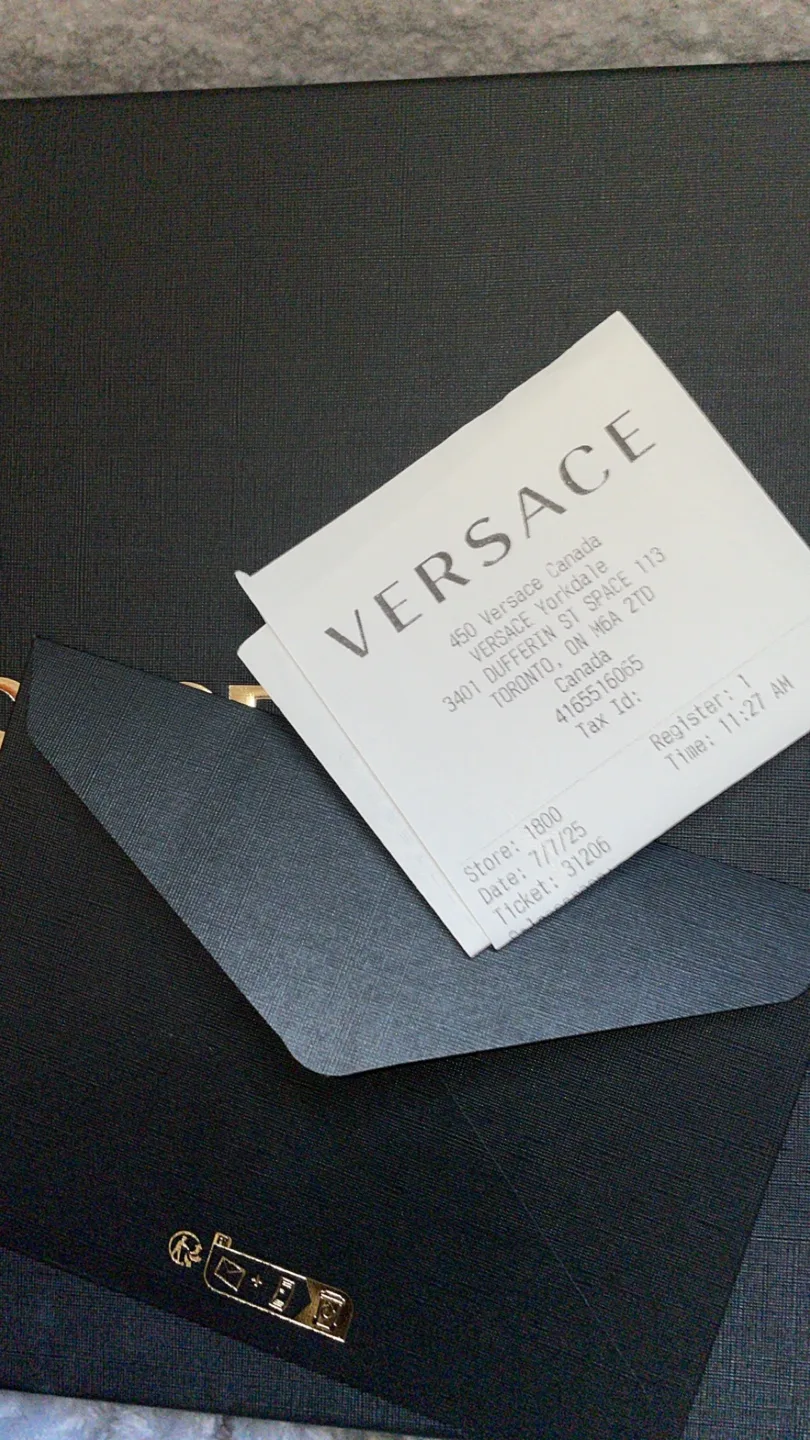 VERSACE
450 Versace Canada
VERSACE Yorkdale
3401 DUFFERIN ST SPACE 113
TORONTO, ON M6A 2TD
Canada
4165516065
Tax Id:
Store: 1800 Register: 1
Date: 7/7/25 Time: 11:27 AM
Ticket: 31206